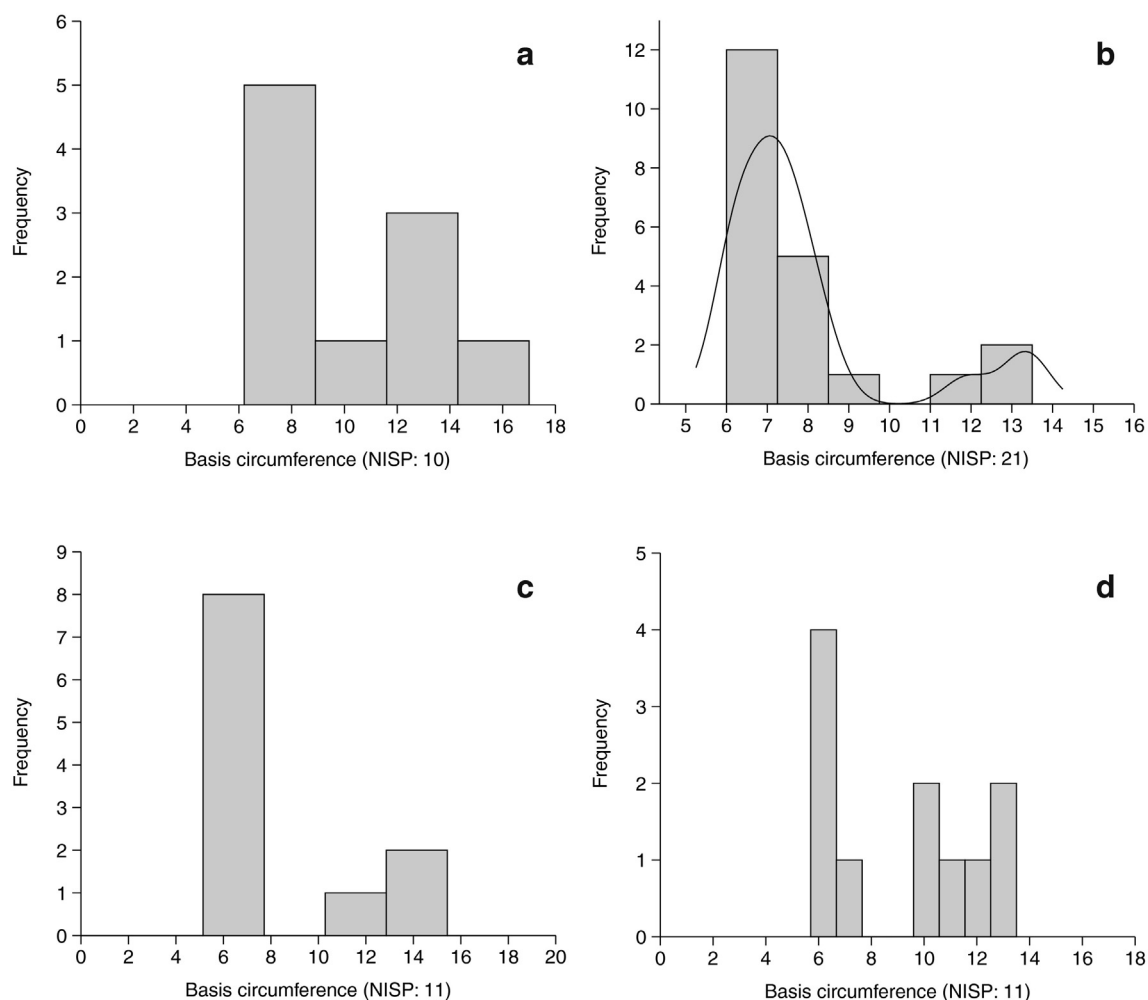 a
6
5
4
3
2
1
0
Frequency
0 2 4 6 8 10 12 14 16 18
Basis circumference (NISP: 10)
b
12
10
8
6
4
2
0
Frequency
5 6 7 8 9 10 11 12 13 14 15 16
Basis circumference (NISP: 21)
c
9
8
7
6
5
4
3
2
1
0
Frequency
0 2 4 6 8 10 12 14 16 18 20
Basis circumference (NISP: 11)
d
5
4
3
2
1
0
Frequency
0 2 4 6 8 10 12 14 16 18
Basis circumference (NISP: 11)